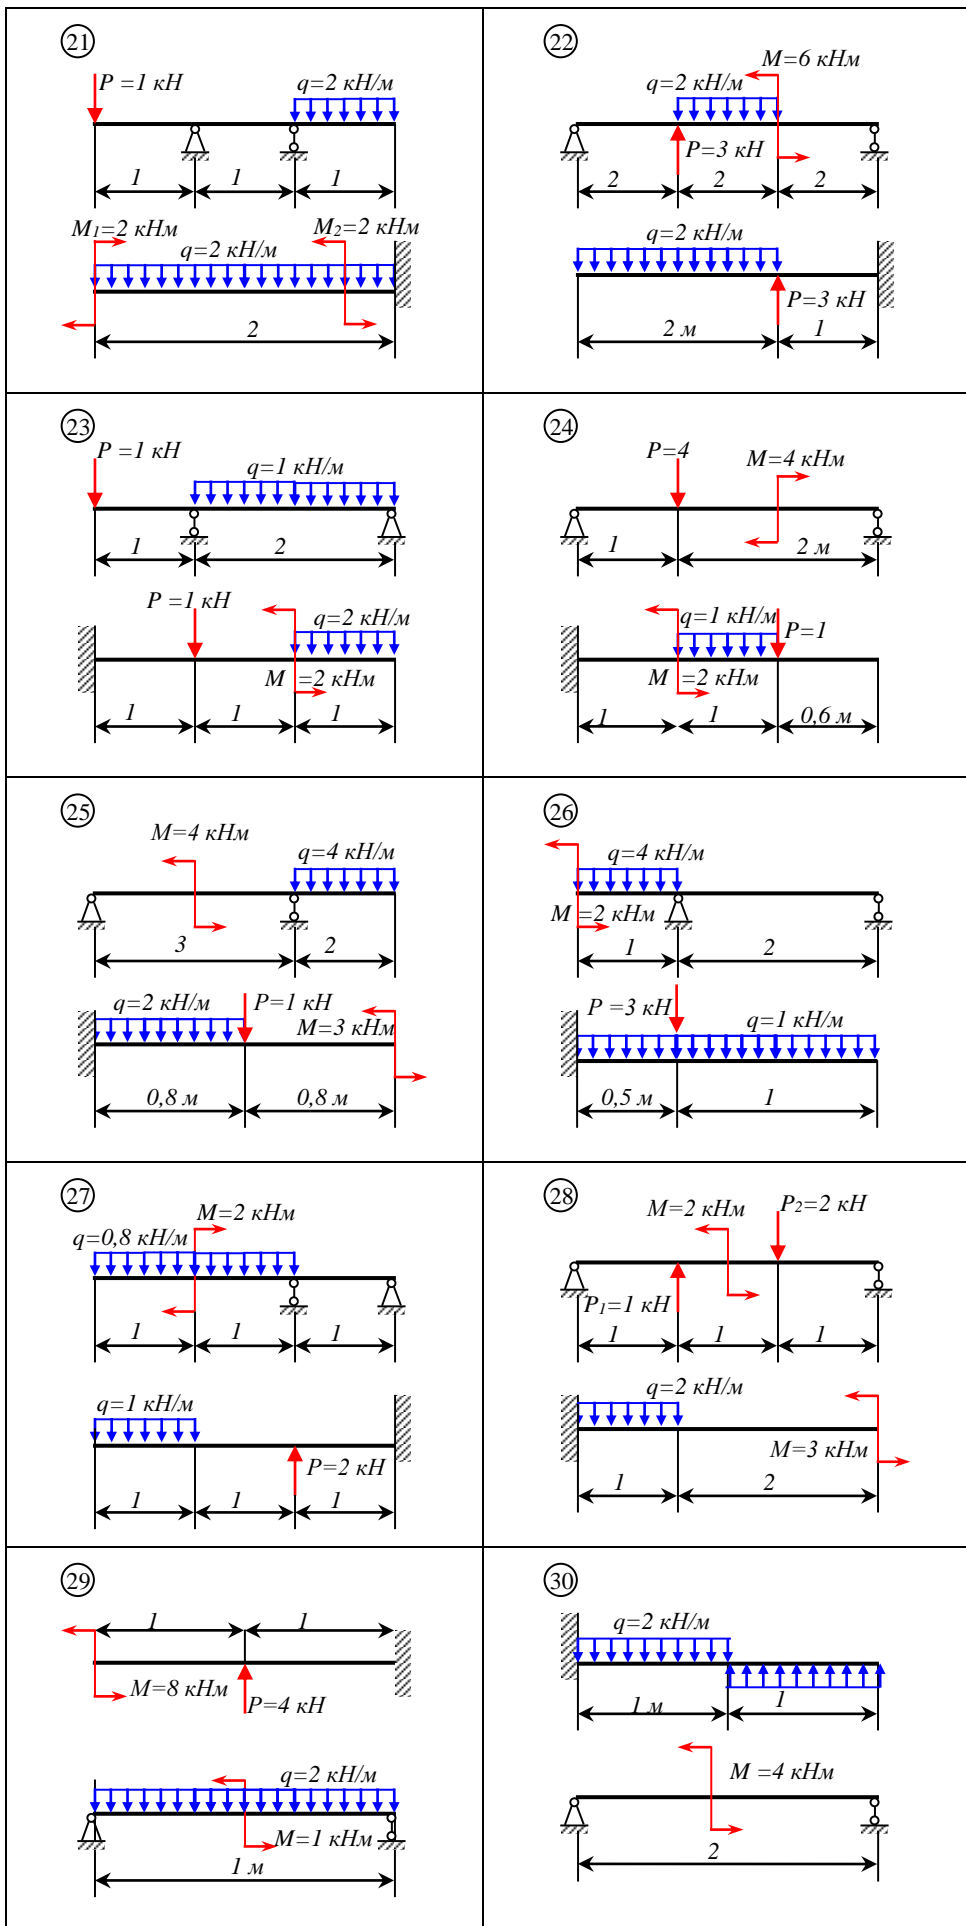 21
P =1 кН
q=2 кН/м
1
1
1
M1=2 кНм
M2=2 кНм
q=2 кН/м
2
22
M=6 кНм
q=2 кН/м
P=3 кН
2
2
2
q=2 кН/м
P=3 кН
2 м
1
23
P =1 кН
q=1 кН/м
1
2
P =1 кН
q=2 кН/м
M =2 кНм
1
1
1
24
P=4
M=4 кНм
1
2 м
q=1 кН/м
P=1
M =2 кНм
1
1
0,6 м
25
M=4 кНм
q=4 кН/м
3
2
q=2 кН/м
P=1 кН
M=3 кНм
0,8 м
0,8 м
26
q=4 кН/м
M =2 кНм
1
2
P =3 кН
q=1 кН/м
0,5 м
1
27
M=2 кНм
q=0,8 кН/м
1
1
1
q=1 кН/м
P=2 кН
1
1
1
28
P2=2 кН
M=2 кНм
P1=1 кН
1
1
1
q=2 кН/м
M=3 кНм
1
2
29
1
1
M=8 кНм
P=4 кН
q=2 кН/м
M=1 кНм
1 м
30
q=2 кН/м
1 м
1
M =4 кНм
2